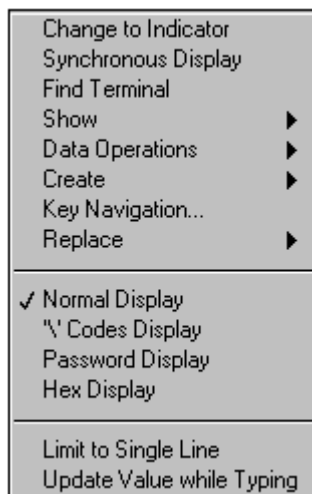 Change to Indicator
Synchronous Display
Find Terminal
Show
Data Operations
Create
Key Navigation...
Replace
Normal Display
'\' Codes Display
Password Display
Hex Display
Limit to Single Line
Update Value while Typing